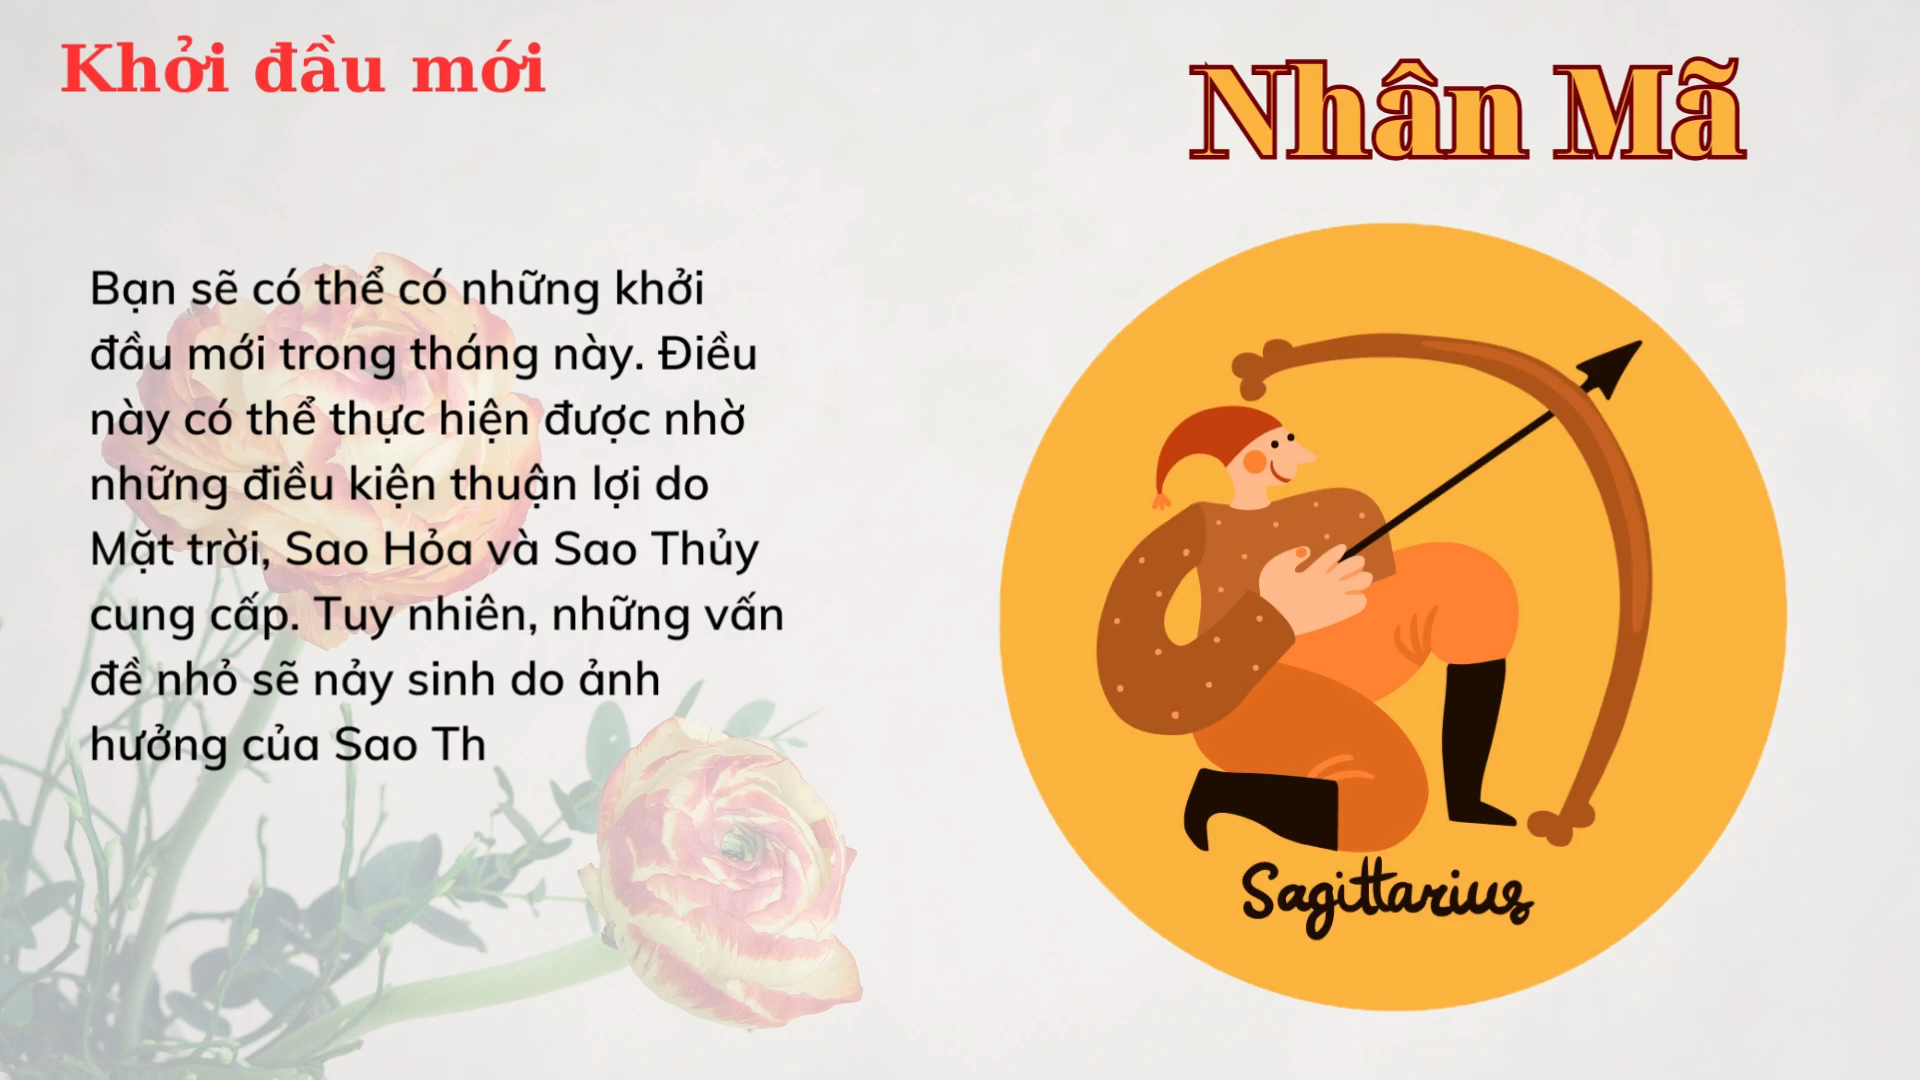 Khởi đầu mới
Nhân Mã
Bạn sẽ có thể có những khởi
đầu mới trong tháng này. Điều
này có thể thực hiện được nhờ
những điều kiện thuận lợi do
Mặt trời, Sao Hỏa và Sao Thủy
cung cấp. Tuy nhiên, những vấn
đề nhỏ sẽ nảy sinh do ảnh
hưởng của Sao Th
Sagittarius